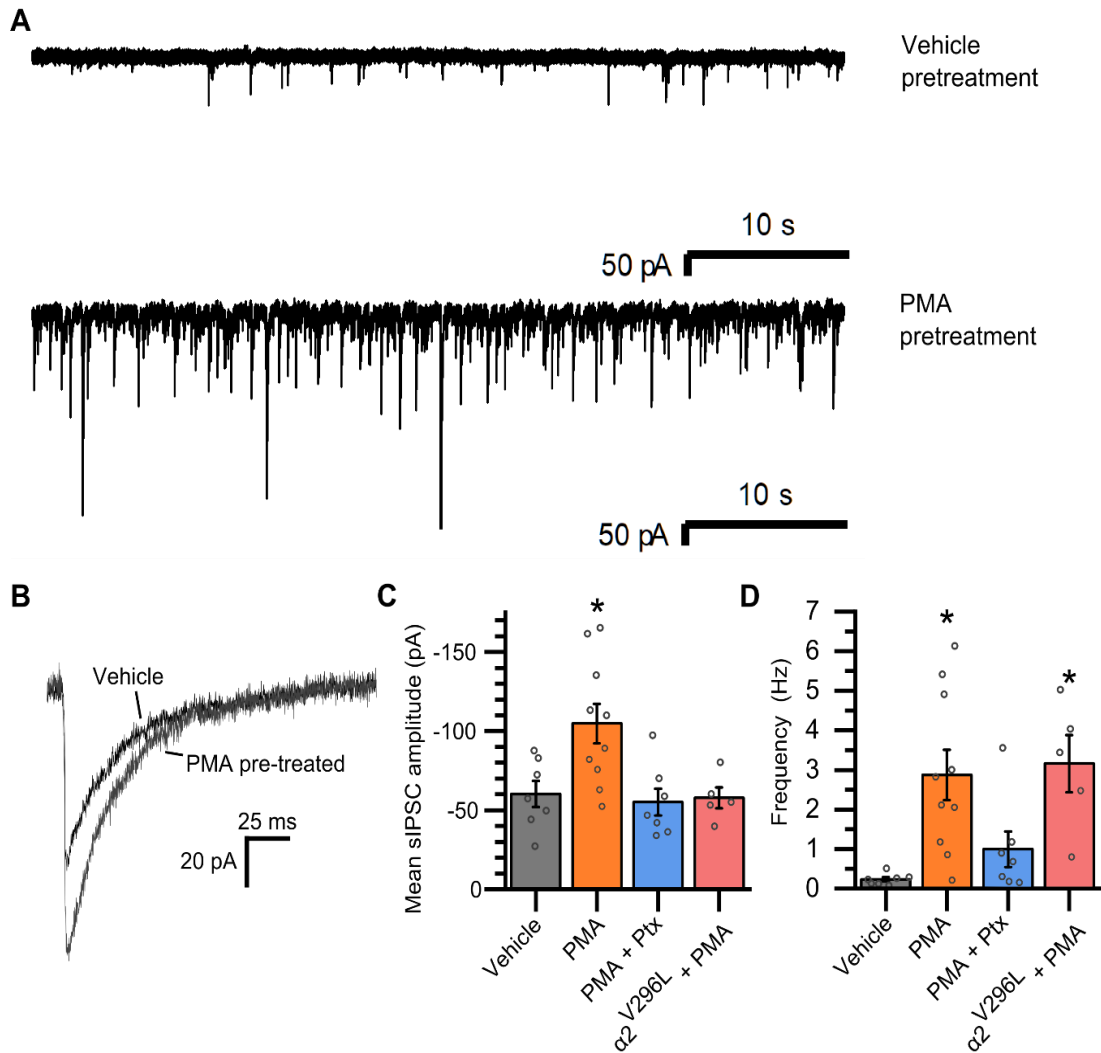 A
Vehicle
pretreatment
10 s
50 pA
PMA
pretreatment
10 s
50 pA
B
Vehicle
PMA pre-treated
25 ms
20 pA
C
*
Mean sIPSC amplitude (pA)
-150
-100
-50
0
Vehicle
PMA
PMA + Ptx
α2 V296L + PMA
D
*
*
Frequency (Hz)
7
6
5
4
3
2
1
0
Vehicle
PMA
PMA + Ptx
α2 V296L + PMA